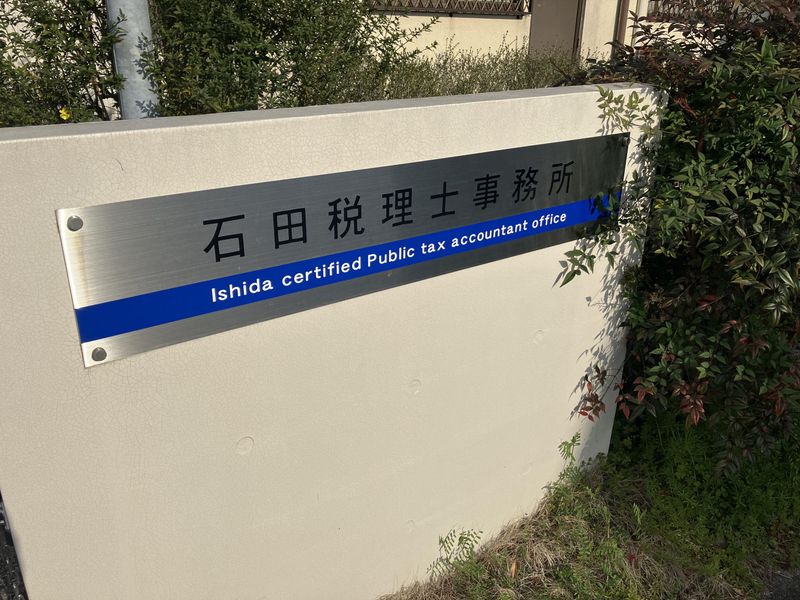 石田税理士事務所
Ishida certified Public tax accountant office